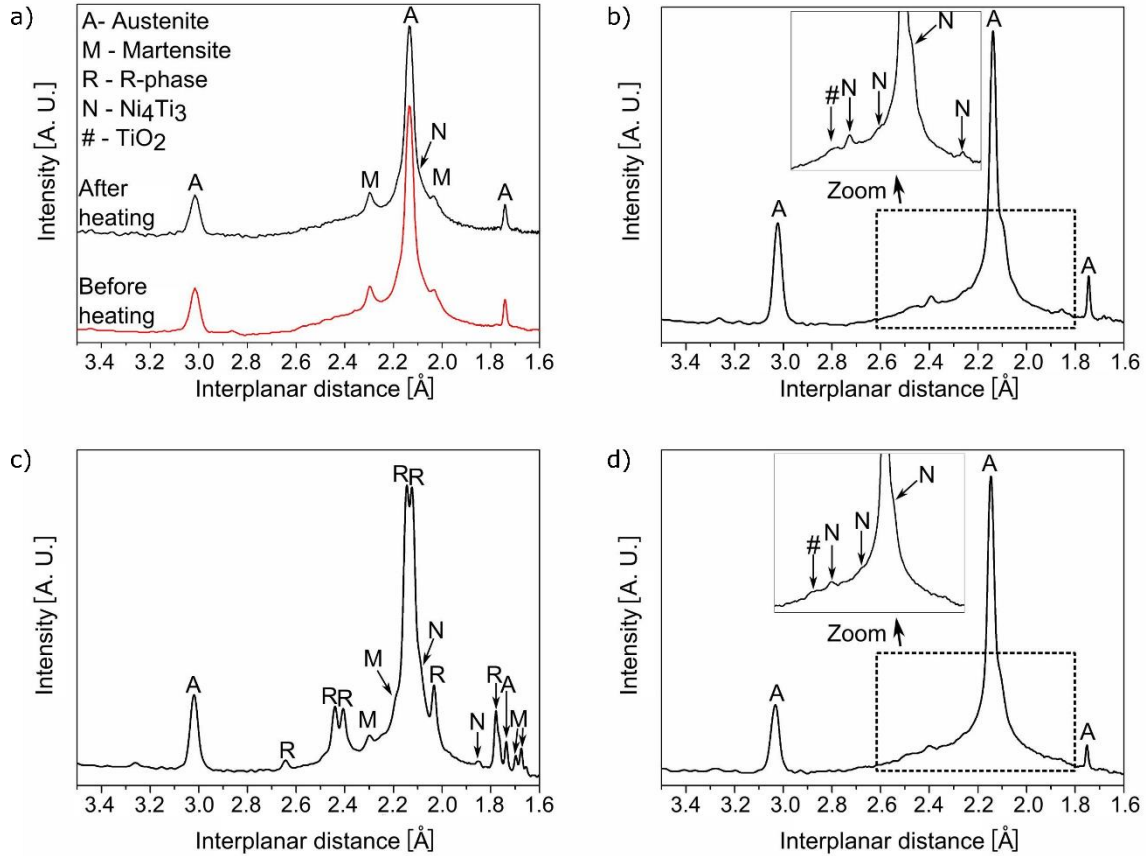 a)
A- Austenite
M - Martensite
R - R-phase
N - Ni4Ti3
# - TiO2
A
N
A M M A
After
heating
Before
heating
Intensity [A. U.]
3.4 3.2 3.0 2.8 2.6 2.4 2.2 2.0 1.8 1.6
Interplanar distance [Å]
b)
A
N
# N N N
Zoom
A
A
Intensity [A. U.]
3.4 3.2 3.0 2.8 2.6 2.4 2.2 2.0 1.8 1.6
Interplanar distance [Å]
c)
R R
N
M
A R R R A
R M R N M
Intensity [A. U.]
3.4 3.2 3.0 2.8 2.6 2.4 2.2 2.0 1.8 1.6
Interplanar distance [Å]
d)
A
N
# N N
Zoom
A
A
Intensity [A. U.]
3.4 3.2 3.0 2.8 2.6 2.4 2.2 2.0 1.8 1.6
Interplanar distance [Å]